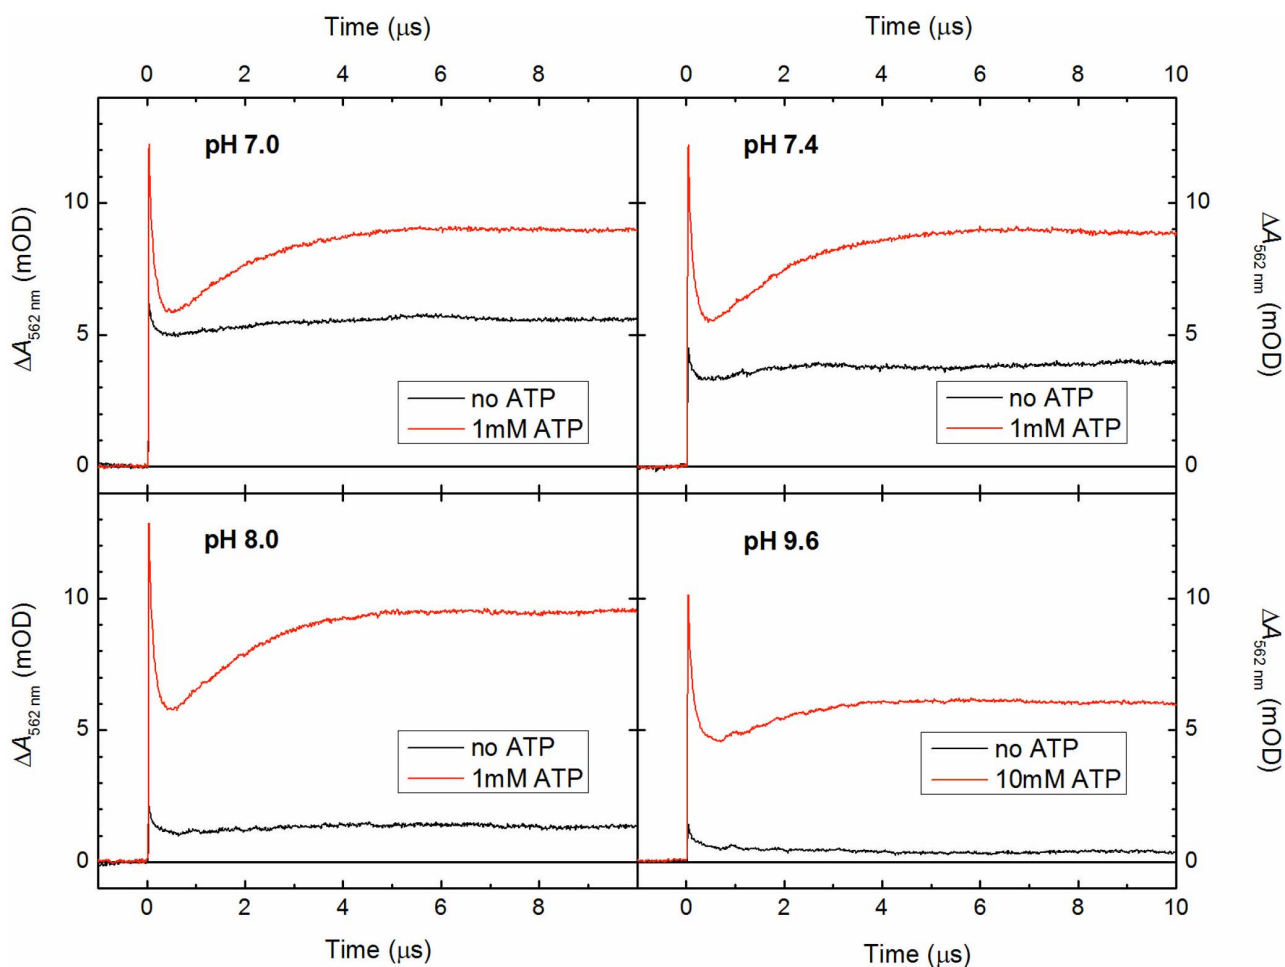 Time (μs) Time (μs)
0 2 4 6 8 0 2 4 6 8 10
pH 7.0 pH 7.4
10 10
5 5
0 0
ΔA562 nm (mOD) ΔA562 nm (mOD)
no ATP no ATP
1mM ATP 1mM ATP
pH 8.0 pH 9.6
10 10
5 5
0 0
ΔA562 nm (mOD) ΔA562 nm (mOD)
no ATP no ATP
1mM ATP 10mM ATP
0 2 4 6 8 0 2 4 6 8 10
Time (μs) Time (μs)